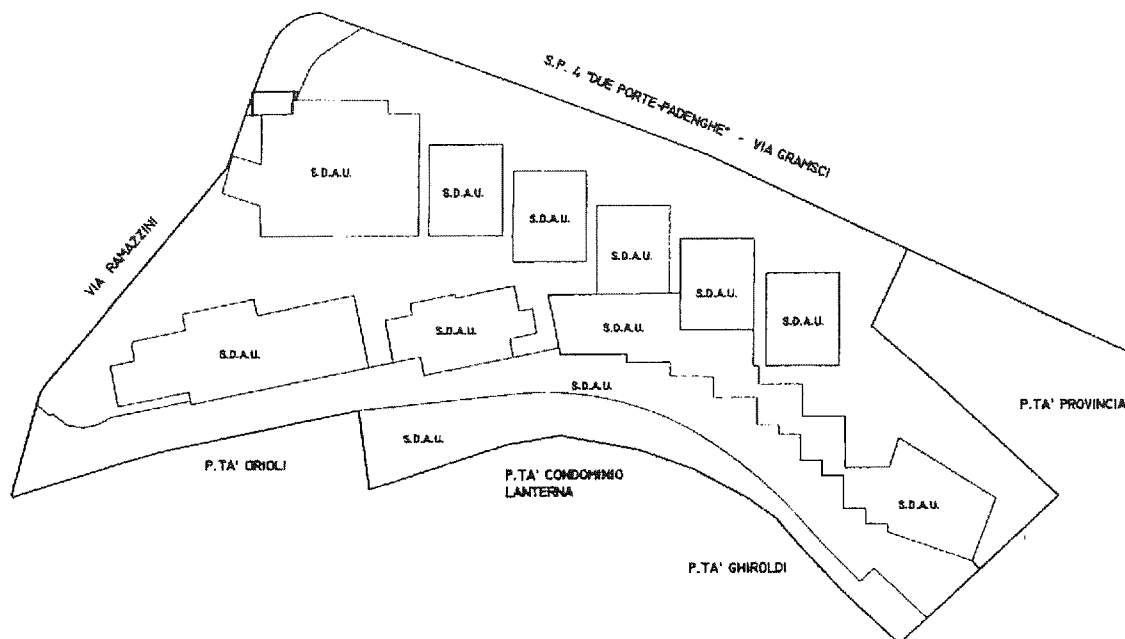 S.P. 4 "DUE PORTE-PADENGHE" - VIA GRAMSCI
S.D.A.U.
S.D.A.U.
S.D.A.U.
S.D.A.U.
S.D.A.U.
S.D.A.U.
VIA RAMAZZINI
S.D.A.U.
S.D.A.U.
S.D.A.U.
S.D.A.U.
P.TA' PROVINCIA
S.D.A.U.
P.TA' ORIOLI
P.TA' CONDOMINIO
LANTERNA
S.D.A.U.
P.TA' GHIROLDI